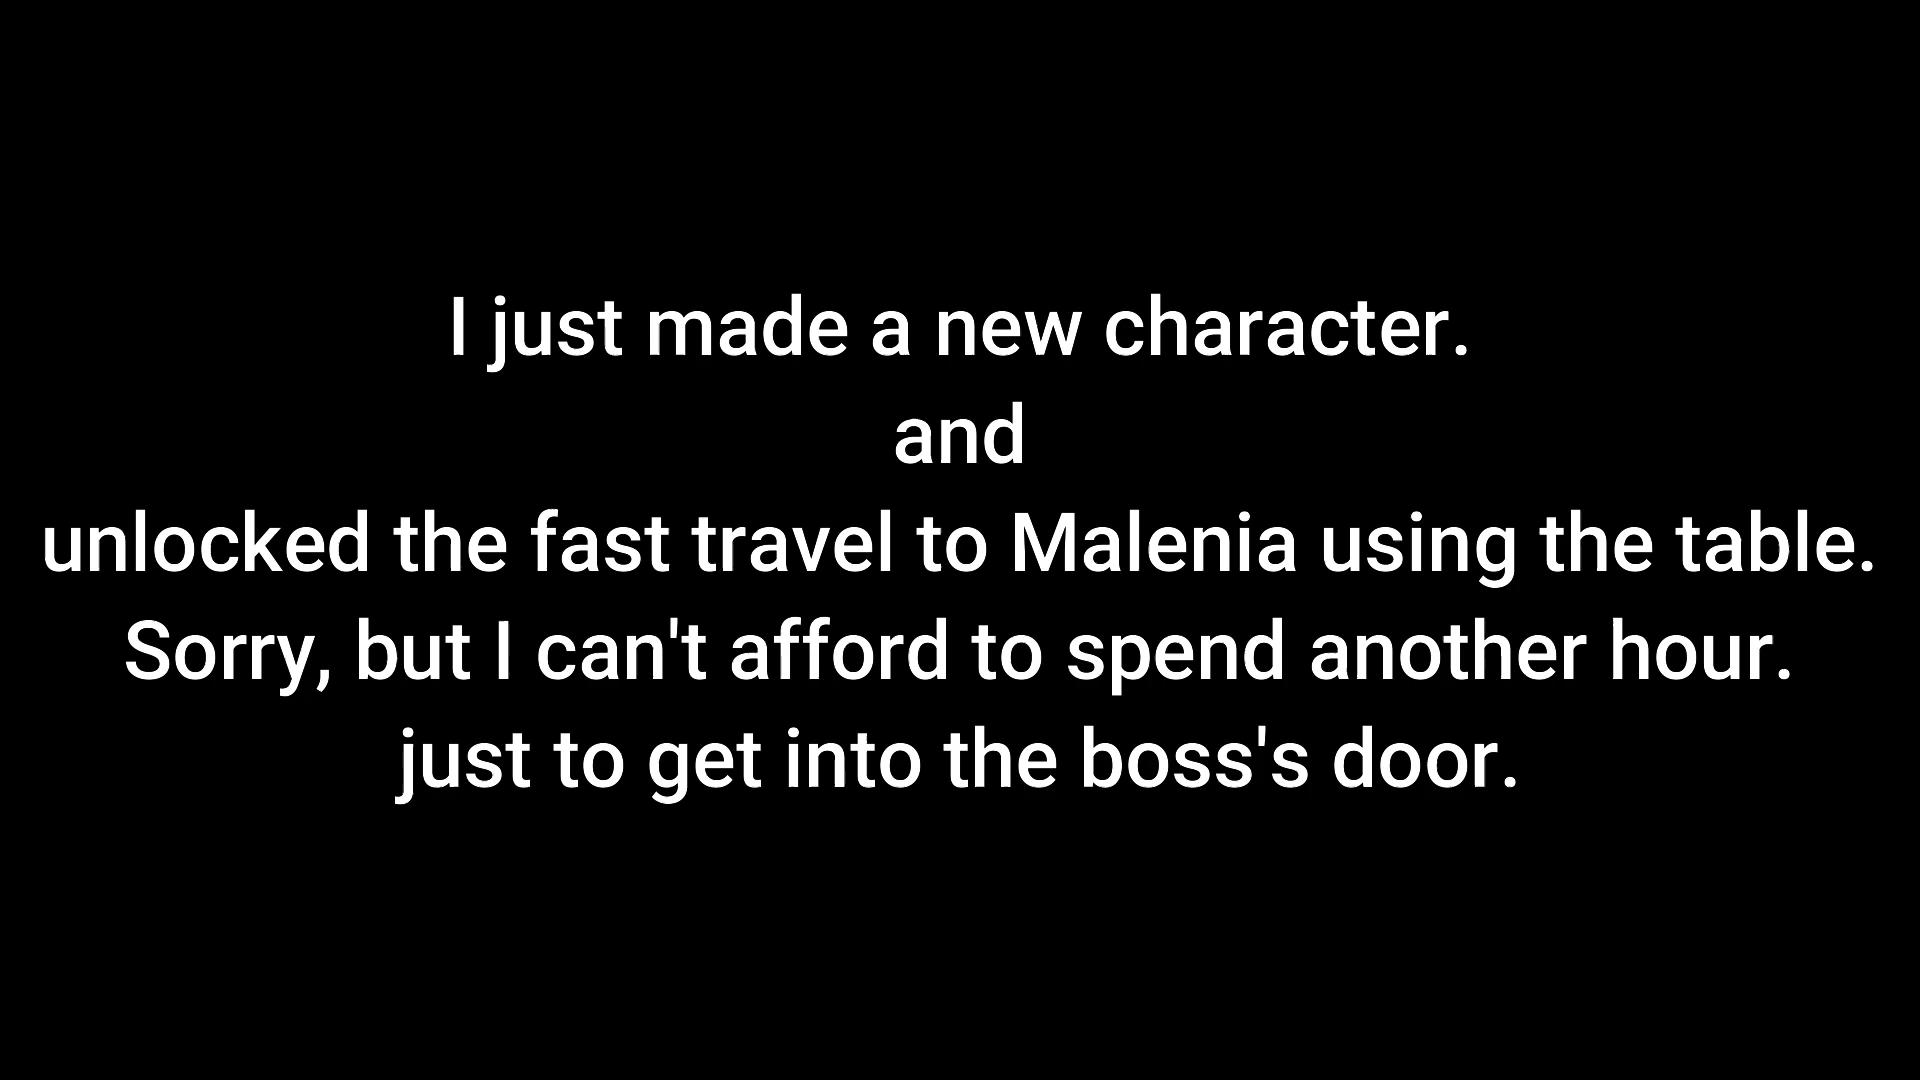 I just made a new character.
and
unlocked the fast travel to Malenia using the table.
Sorry, but I can't afford to spend another hour.
just to get into the boss's door.